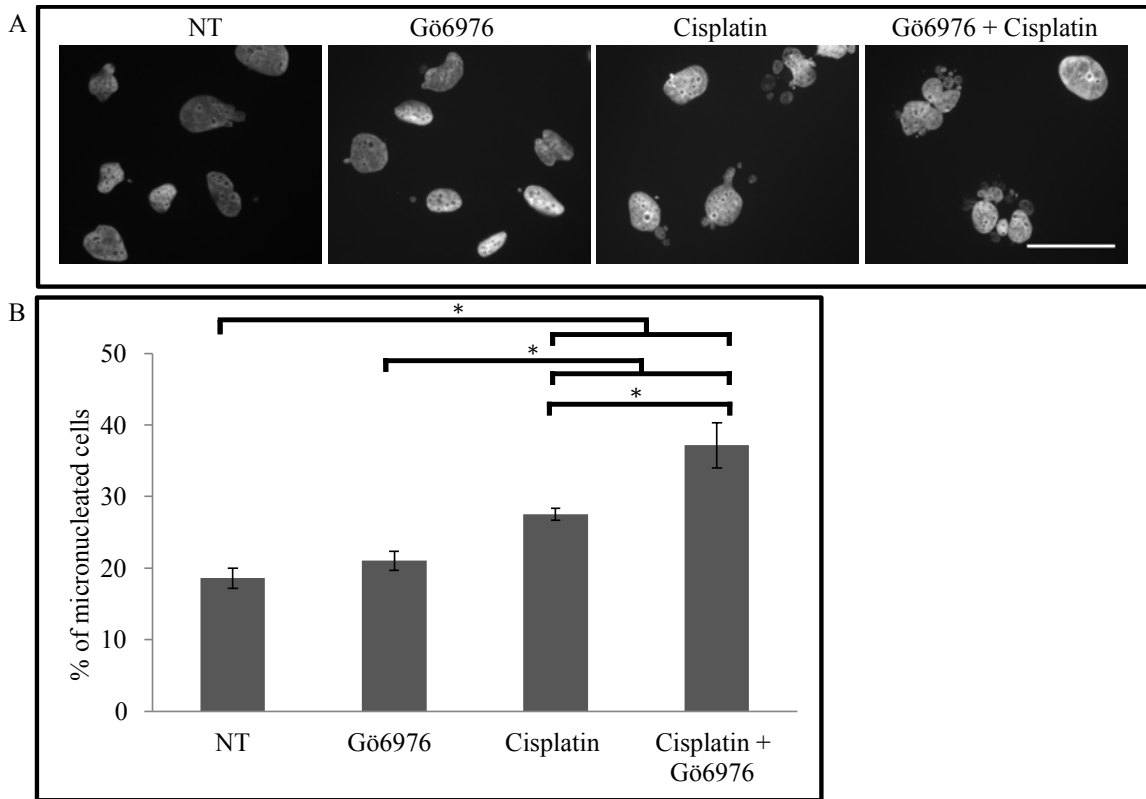 A
NT
Gö6976
Cisplatin
Gö6976 + Cisplatin
B
*
*
*
50
40
30
20
10
0
% of micronucleated cells
NT
Gö6976
Cisplatin
Cisplatin +
Gö6976